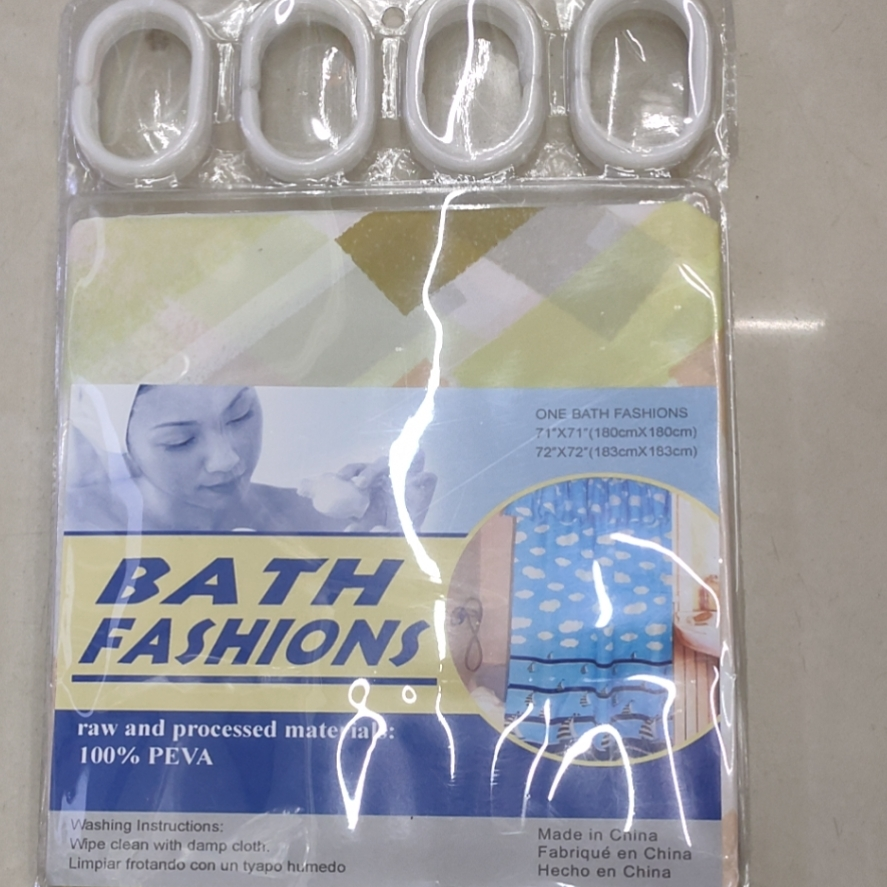 ONE BATH FASHIONS
71"X71"(180cmX180cm)
72"X72"(183cmX183cm)
BATH
FASHIONS
raw and processed materials:
100% PEVA
Washing Instructions:
Wipe clean with damp cloth.
Limpiar frotando con un tyapo humedo
Made in China
Fabriqué en China
Hecho en China